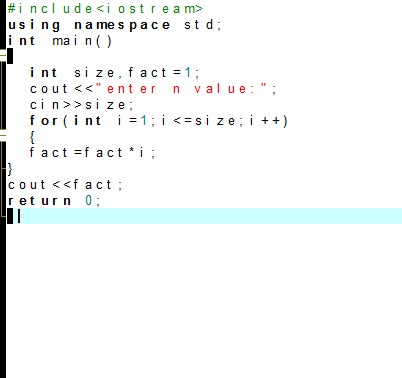 #include<iostream>
using namespace std;
int main()
{
int size,fact=1;
cout<<"enter n value:";
cin>>size;
for(int i=1;i<=size;i++)
{
fact=fact*i;
}
cout<<fact;
return 0;
}